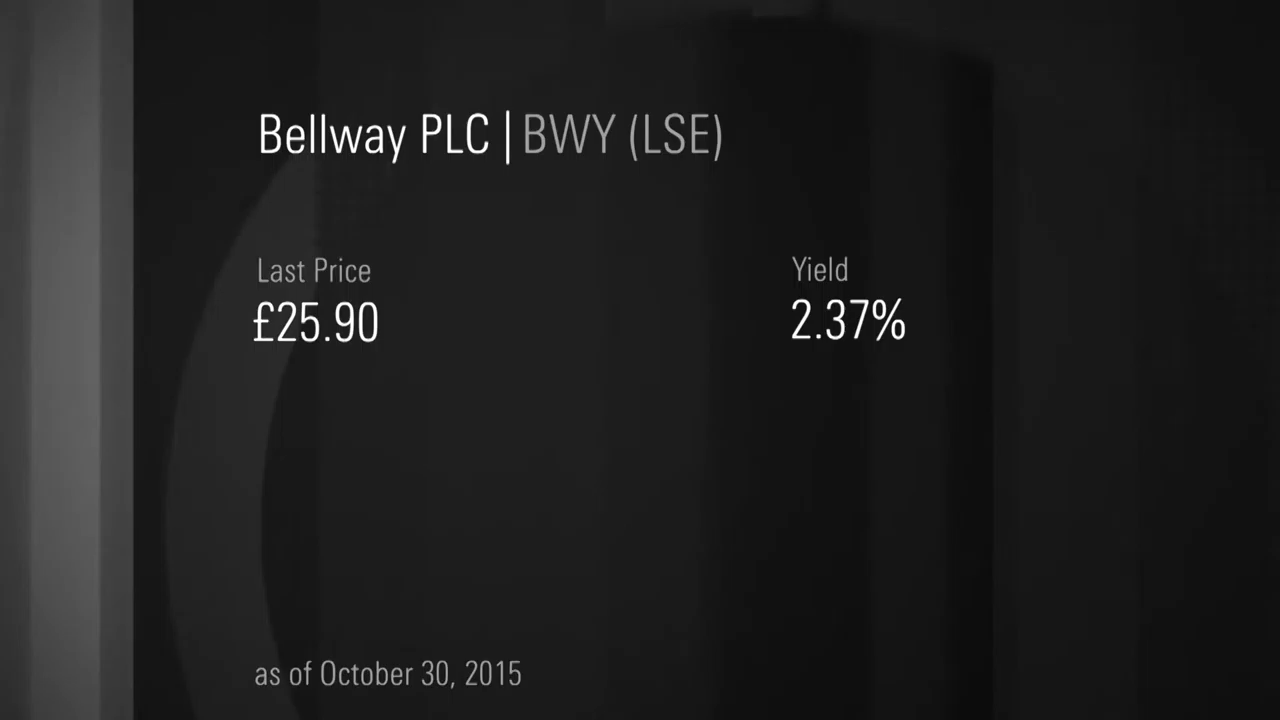 Bellway PLC | BWY (LSE)
Last Price
£25.90
Yield
2.37%
as of October 30, 2015